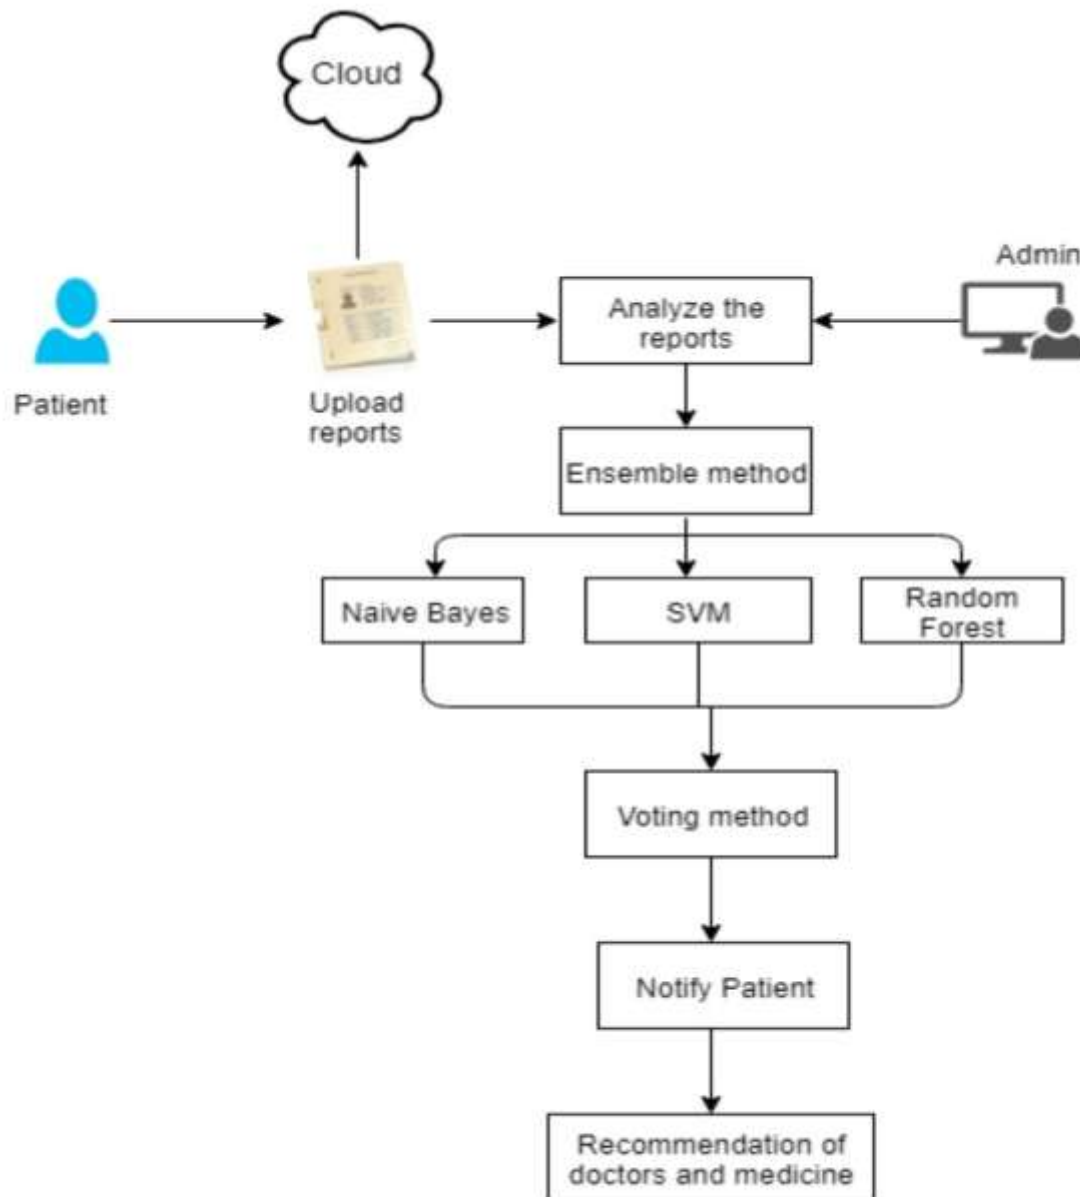 Cloud
Admin
Analyze the
reports
Patient
Upload
reports
Ensemble method
Naive Bayes
SVM
Random
Forest
Voting method
Notify Patient
Recommendation of
doctors and medicine